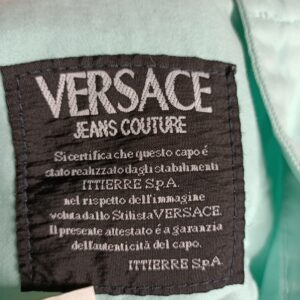 VERSACE
JEANS COUTURE
Si certifica che questo capo é
stato realizzato dagli stabilimenti
ITTIERRE S.p.A.
nel rispetto dell'immagine
voluta dallo Stilista VERSACE.
Il presente attestato é a garanzia
dell'autenticità del capo.
ITTIERRE S.p.A